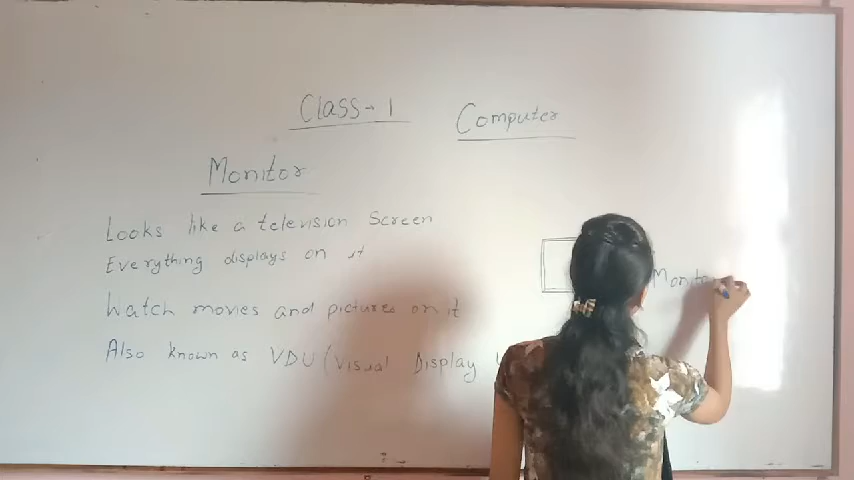 Class → 1 Computer
Monitor
Looks like a television Screen
Everything displays on it
Watch movies and pictures on it
Also known as VDU (Visual Display
Monito